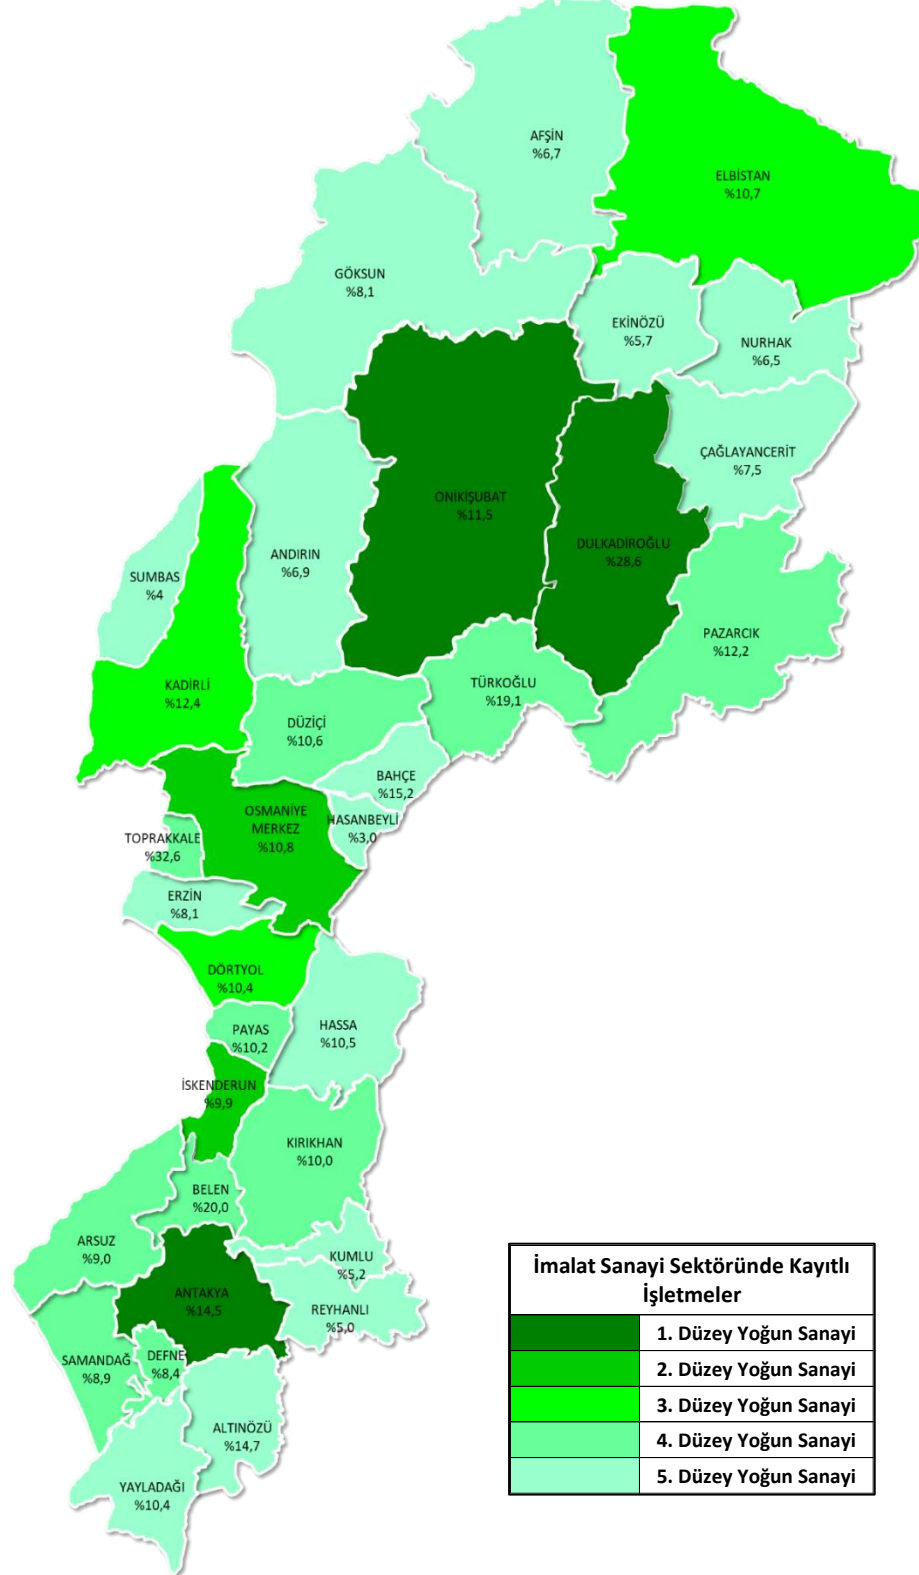 AFŞİN
%6,7
ELBİSTAN
%10,7
GÖKSUN
%8,1
EKİNÖZÜ
%5,7
NURHAK
%6,5
ÇAĞLAYANCERİT
%7,5
ONİKİŞUBAT
%11,5
DULKADİROĞLU
%28,6
ANDIRIN
%6,9
SUMBAS
%4
PAZARCIK
%12,2
KADİRLİ
%12,4
TÜRKOĞLU
%19,1
DÜZİÇİ
%10,6
BAHÇE
%15,2
OSMANİYE
MERKEZ
%10,8
HASANBEYLİ
%3,0
TOPRAKKALE
%32,6
ERZİN
%8,1
DÖRTYOL
%10,4
PAYAS
%10,2
HASSA
%10,5
İSKENDERUN
%9,9
KIRIKHAN
%10,0
BELEN
%20,0
ARSUZ
%9,0
KUMLU
%5,2
ANTAKYA
%14,5
REYHANLI
%5,0
SAMANDAĞ
%8,9
DEFNE
%8,4
ALTINÖZÜ
%14,7
YAYLADAĞI
%10,4
İmalat Sanayi Sektöründe Kayıtlı
İşletmeler
1. Düzey Yoğun Sanayi
2. Düzey Yoğun Sanayi
3. Düzey Yoğun Sanayi
4. Düzey Yoğun Sanayi
5. Düzey Yoğun Sanayi